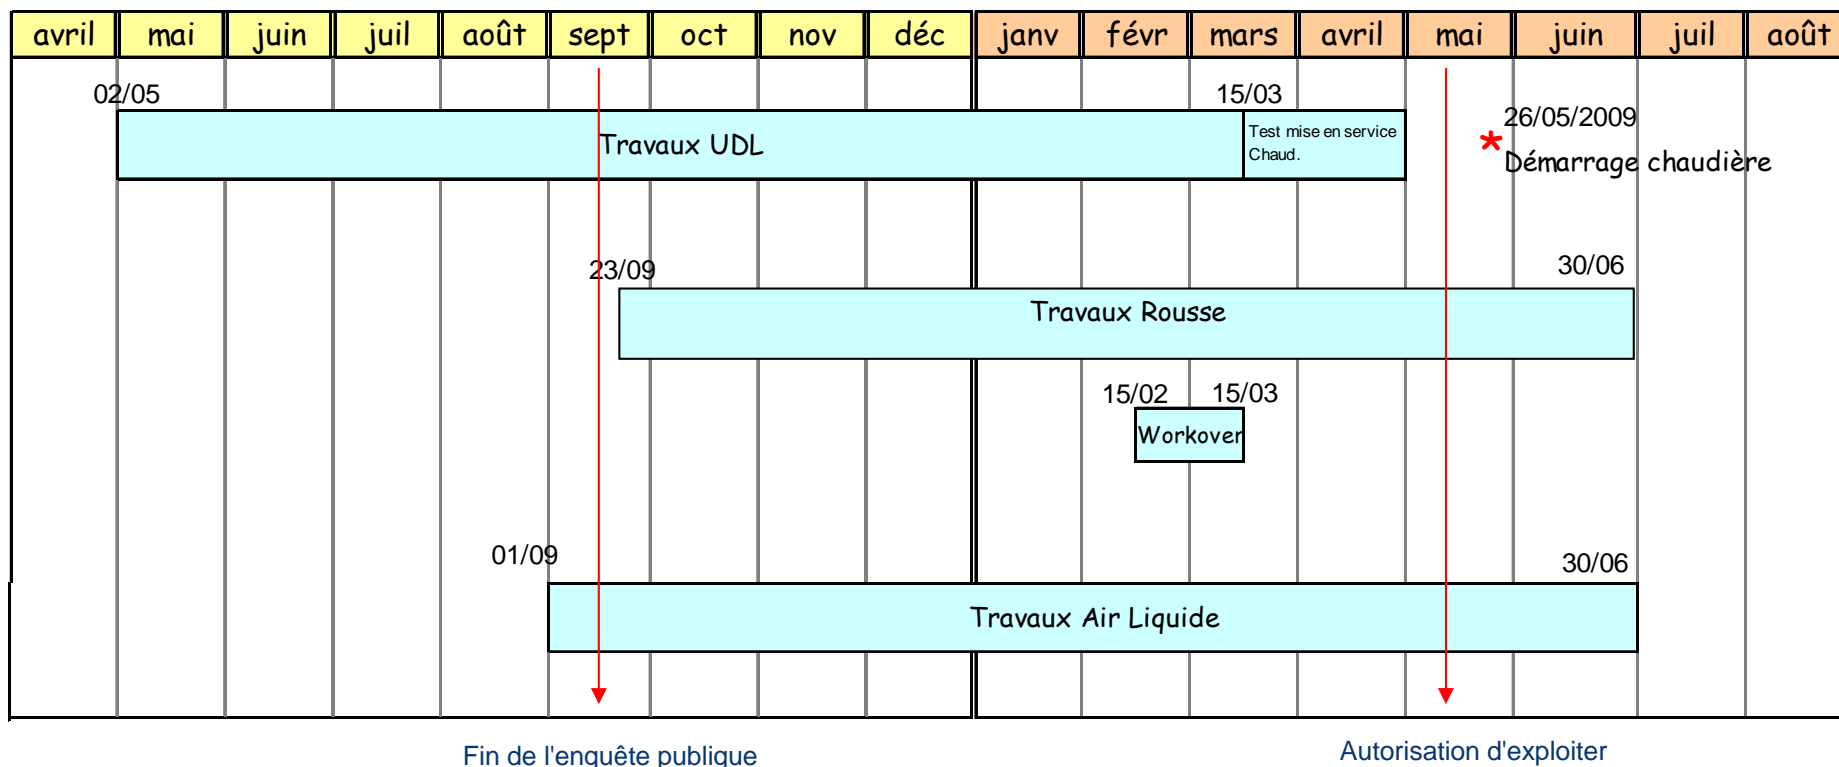 avril mai juin juil août sept oct nov déc janv févr mars avril mai juin juil août
02/05
15/03
Travaux UDL
Test mise en service
Chaud.
26/05/2009
*
Démarrage chaudière
23/09
30/06
Travaux Rousse
15/02
15/03
Workover
01/09
30/06
Travaux Air Liquide
Fin de l'enquête publique
Autorisation d'exploiter